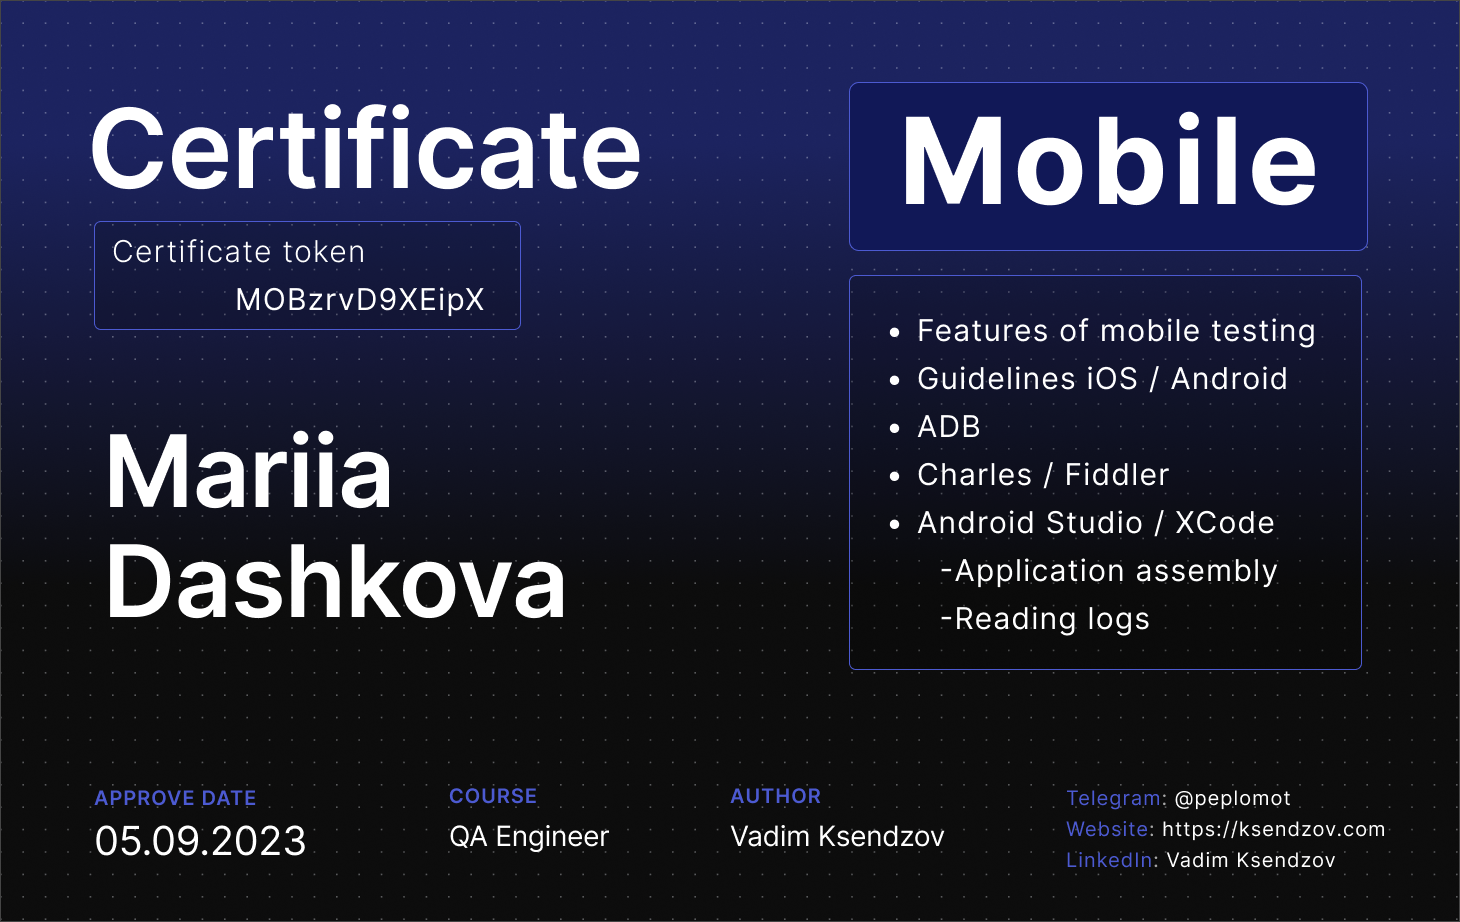 Certificate
Certificate token
MOBzrvD9XEipX
Mariia
Dashkova
Mobile
• Features of mobile testing
• Guidelines iOS / Android
• ADB
• Charles / Fiddler
• Android Studio / XCode
-Application assembly
-Reading logs
APPROVE DATE
05.09.2023
COURSE
QA Engineer
AUTHOR
Vadim Ksendzov
Telegram: @peplomot
Website: https://ksendzov.com
LinkedIn: Vadim Ksendzov